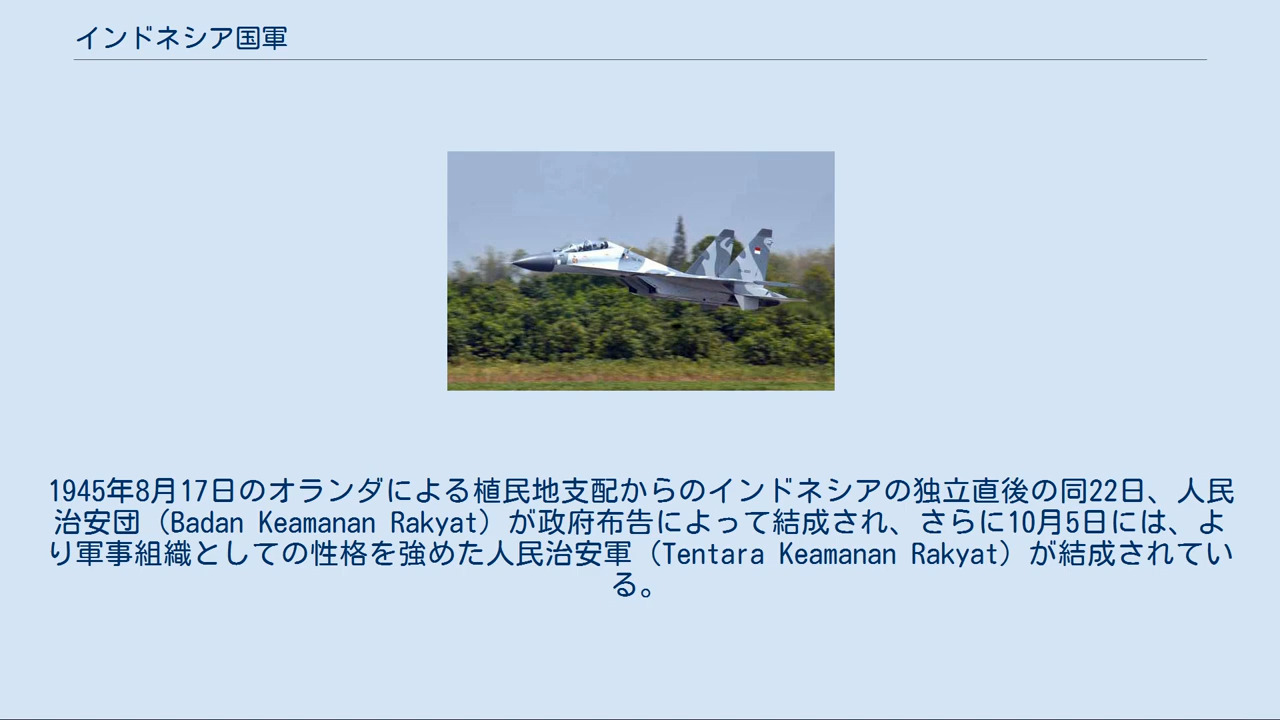 インドネシア国軍
1945年8月17日のオランダによる植民地支配からのインドネシアの独立直後の同22日、人民
治安団（Badan Keamanan Rakyat）が政府布告によって結成され、さらに10月5日には、よ
り軍事組織としての性格を強めた人民治安軍（Tentara Keamanan Rakyat）が結成されてい
る。